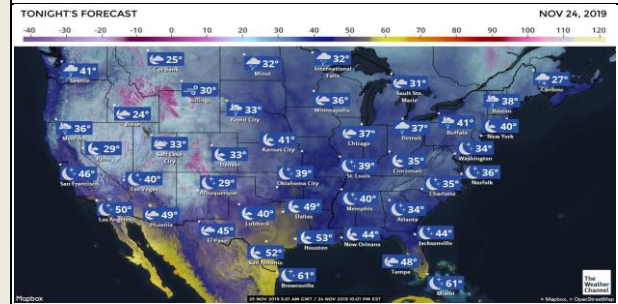 TONIGHT'S FORECAST
NOV 24, 2019
-40 -30 -20 -10 0 10 20 30 40 50 60 70 80 90 100 110 120
41°
Seattle
25°
Cut Bank
32°
Minot
32°
International
Falls
31°
Sault Ste.
Marie
27°
Caribou
30°
Billings
33°
Rapid City
36°
Minneapolis
38°
Boston
36°
24°
Boise
41°
Buffalo
40°
New York
37°
Chicago
37°
Detroit
29°
Reno
33°
Salt Lake
City
33°
Denver
41°
Kansas City
39°
St. Louis
35°
Cincinnati
34°
Washington
46°
San Francisco
40°
Las Vegas
29°
Albuquerque
39°
Oklahoma City
35°
Charlotte
36°
Norfolk
50°
Los Angeles
49°
Phoenix
40°
Lubbock
49°
Dallas
40°
Memphis
34°
Atlanta
45°
El Paso
52°
San Antonio
53°
Houston
44°
New Orleans
44°
Jacksonville
61°
Brownsville
48°
Tampa
61°
Miami
The
Weather
Channel
Mapbox
25 NOV 2019 3:01 AM GMT / 24 NOV 2019 10:01 PM EST
© Mapbox, © OpenStreetMap